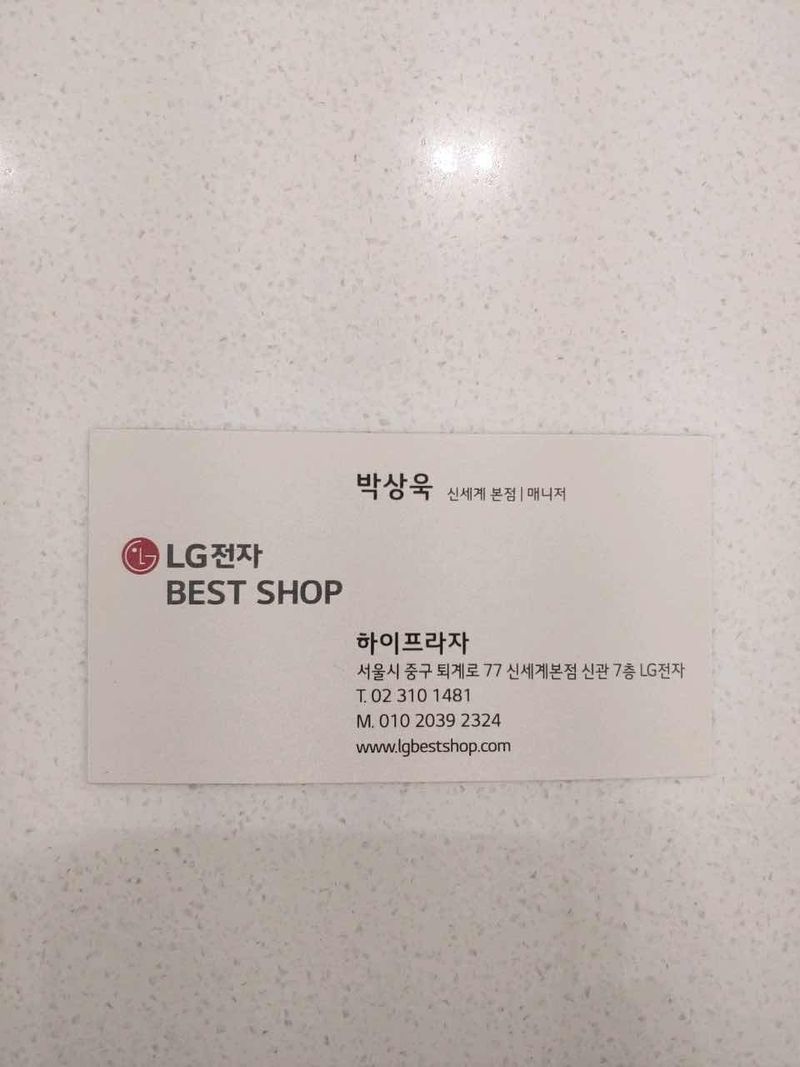 박상욱 신세계 본점 | 매니저
LG전자
BEST SHOP
하이프라자
서울시 중구 퇴계로 77 신세계본점 신관 7층 LG전자
T. 02 310 1481
M. 010 2039 2324
www.lgbestshop.com